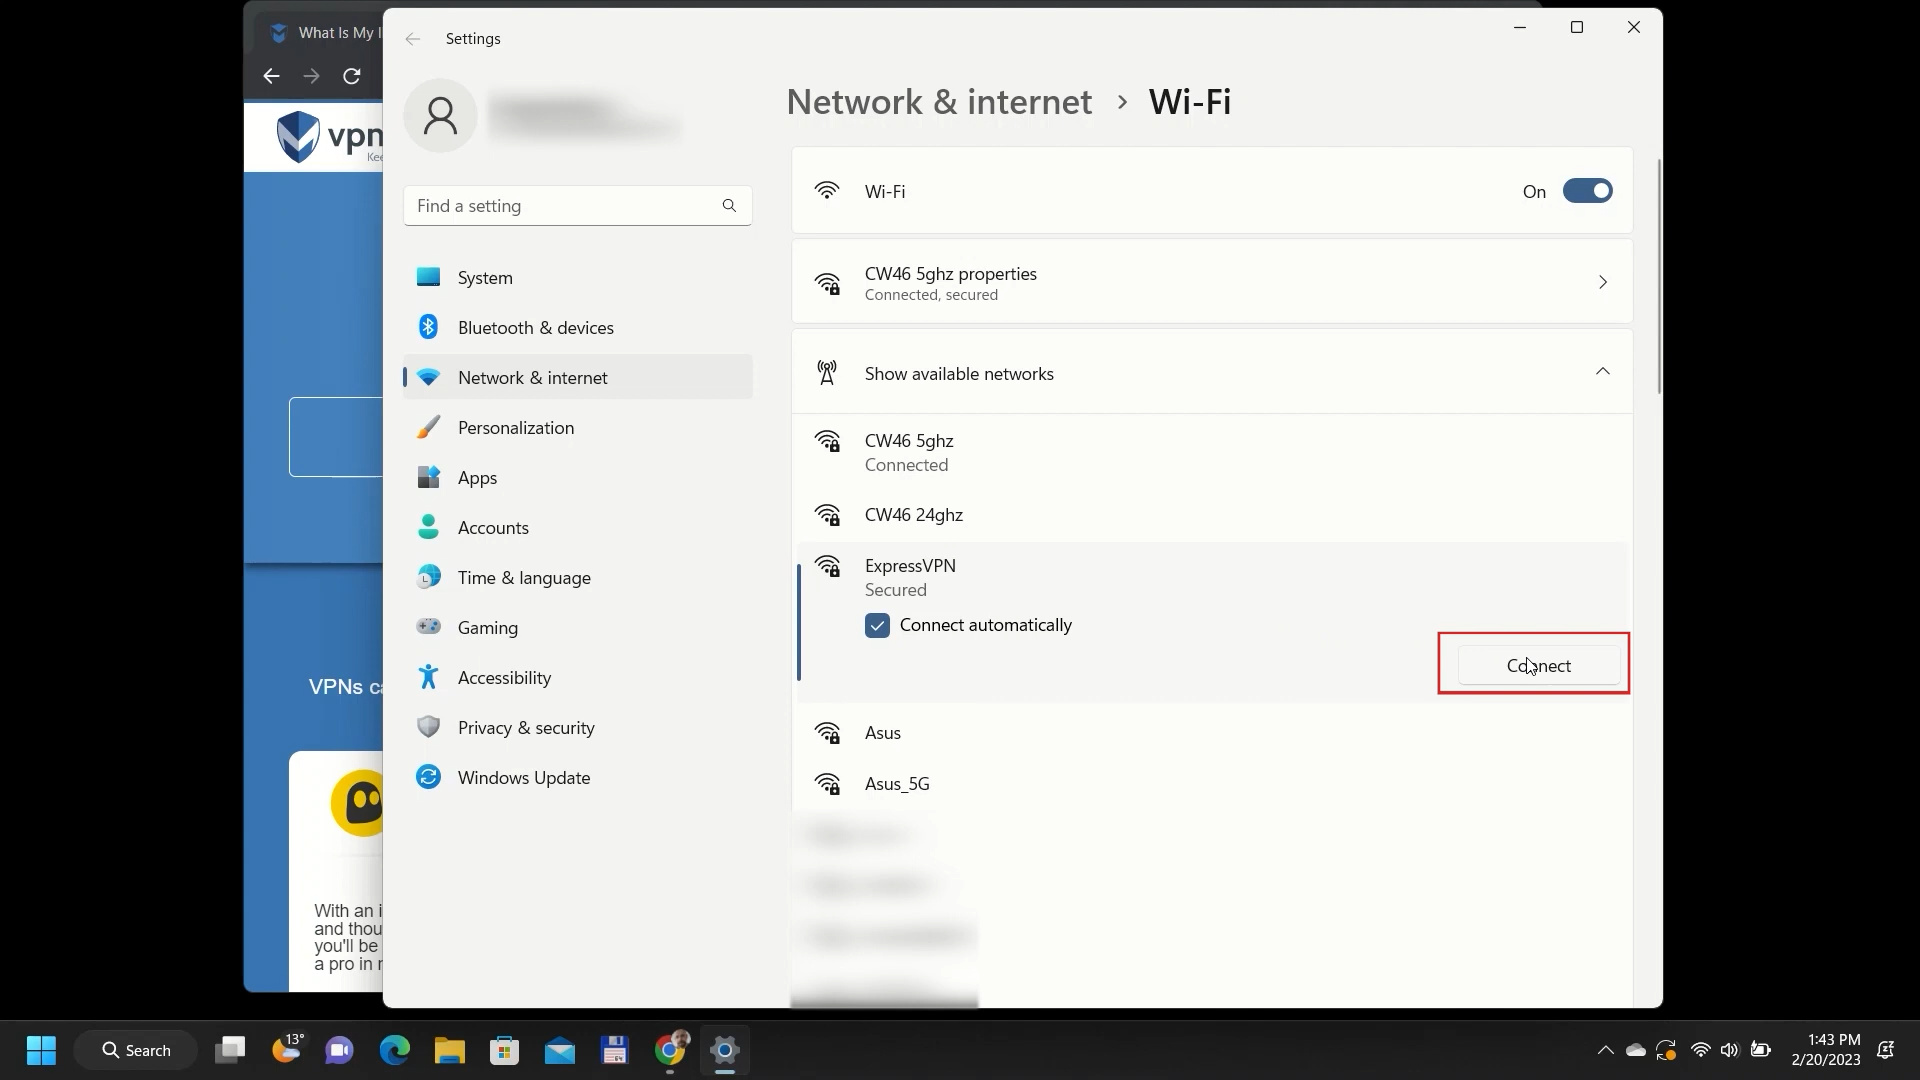 What Is My
Settings
vpn
Kee
Network & internet > Wi-Fi
Find a setting
System
Bluetooth & devices
Network & internet
Personalization
Apps
Accounts
Time & language
Gaming
Accessibility
Privacy & security
Windows Update
Wi-Fi
On
CW46 5ghz properties
Connected, secured
Show available networks
CW46 5ghz
Connected
CW46 24ghz
ExpressVPN
Secured
Connect automatically
Connect
Asus
Asus_5G
VPNs ca
With an i
and thou
you'll be
a pro in
13°
Search
1:43 PM
2/20/2023